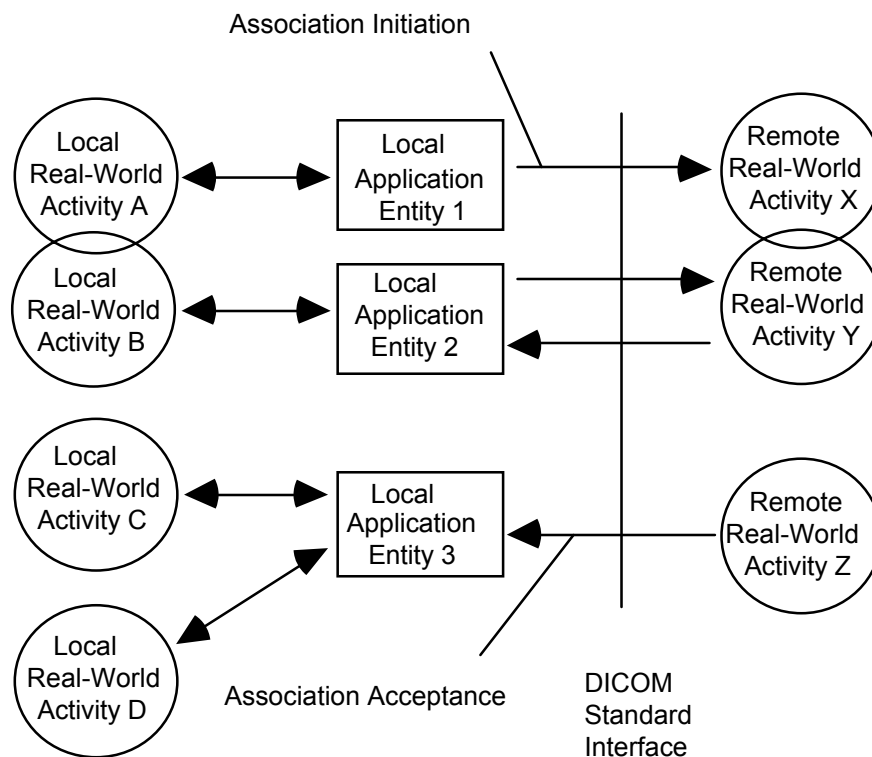 Association Initiation
Local
Real-World
Activity A
Local
Application
Entity 1
Remote
Real-World
Activity X
Local
Real-World
Activity B
Local
Application
Entity 2
Remote
Real-World
Activity Y
Local
Real-World
Activity C
Local
Application
Entity 3
Remote
Real-World
Activity Z
Local
Real-World
Activity D
Association Acceptance
DICOM
Standard
Interface